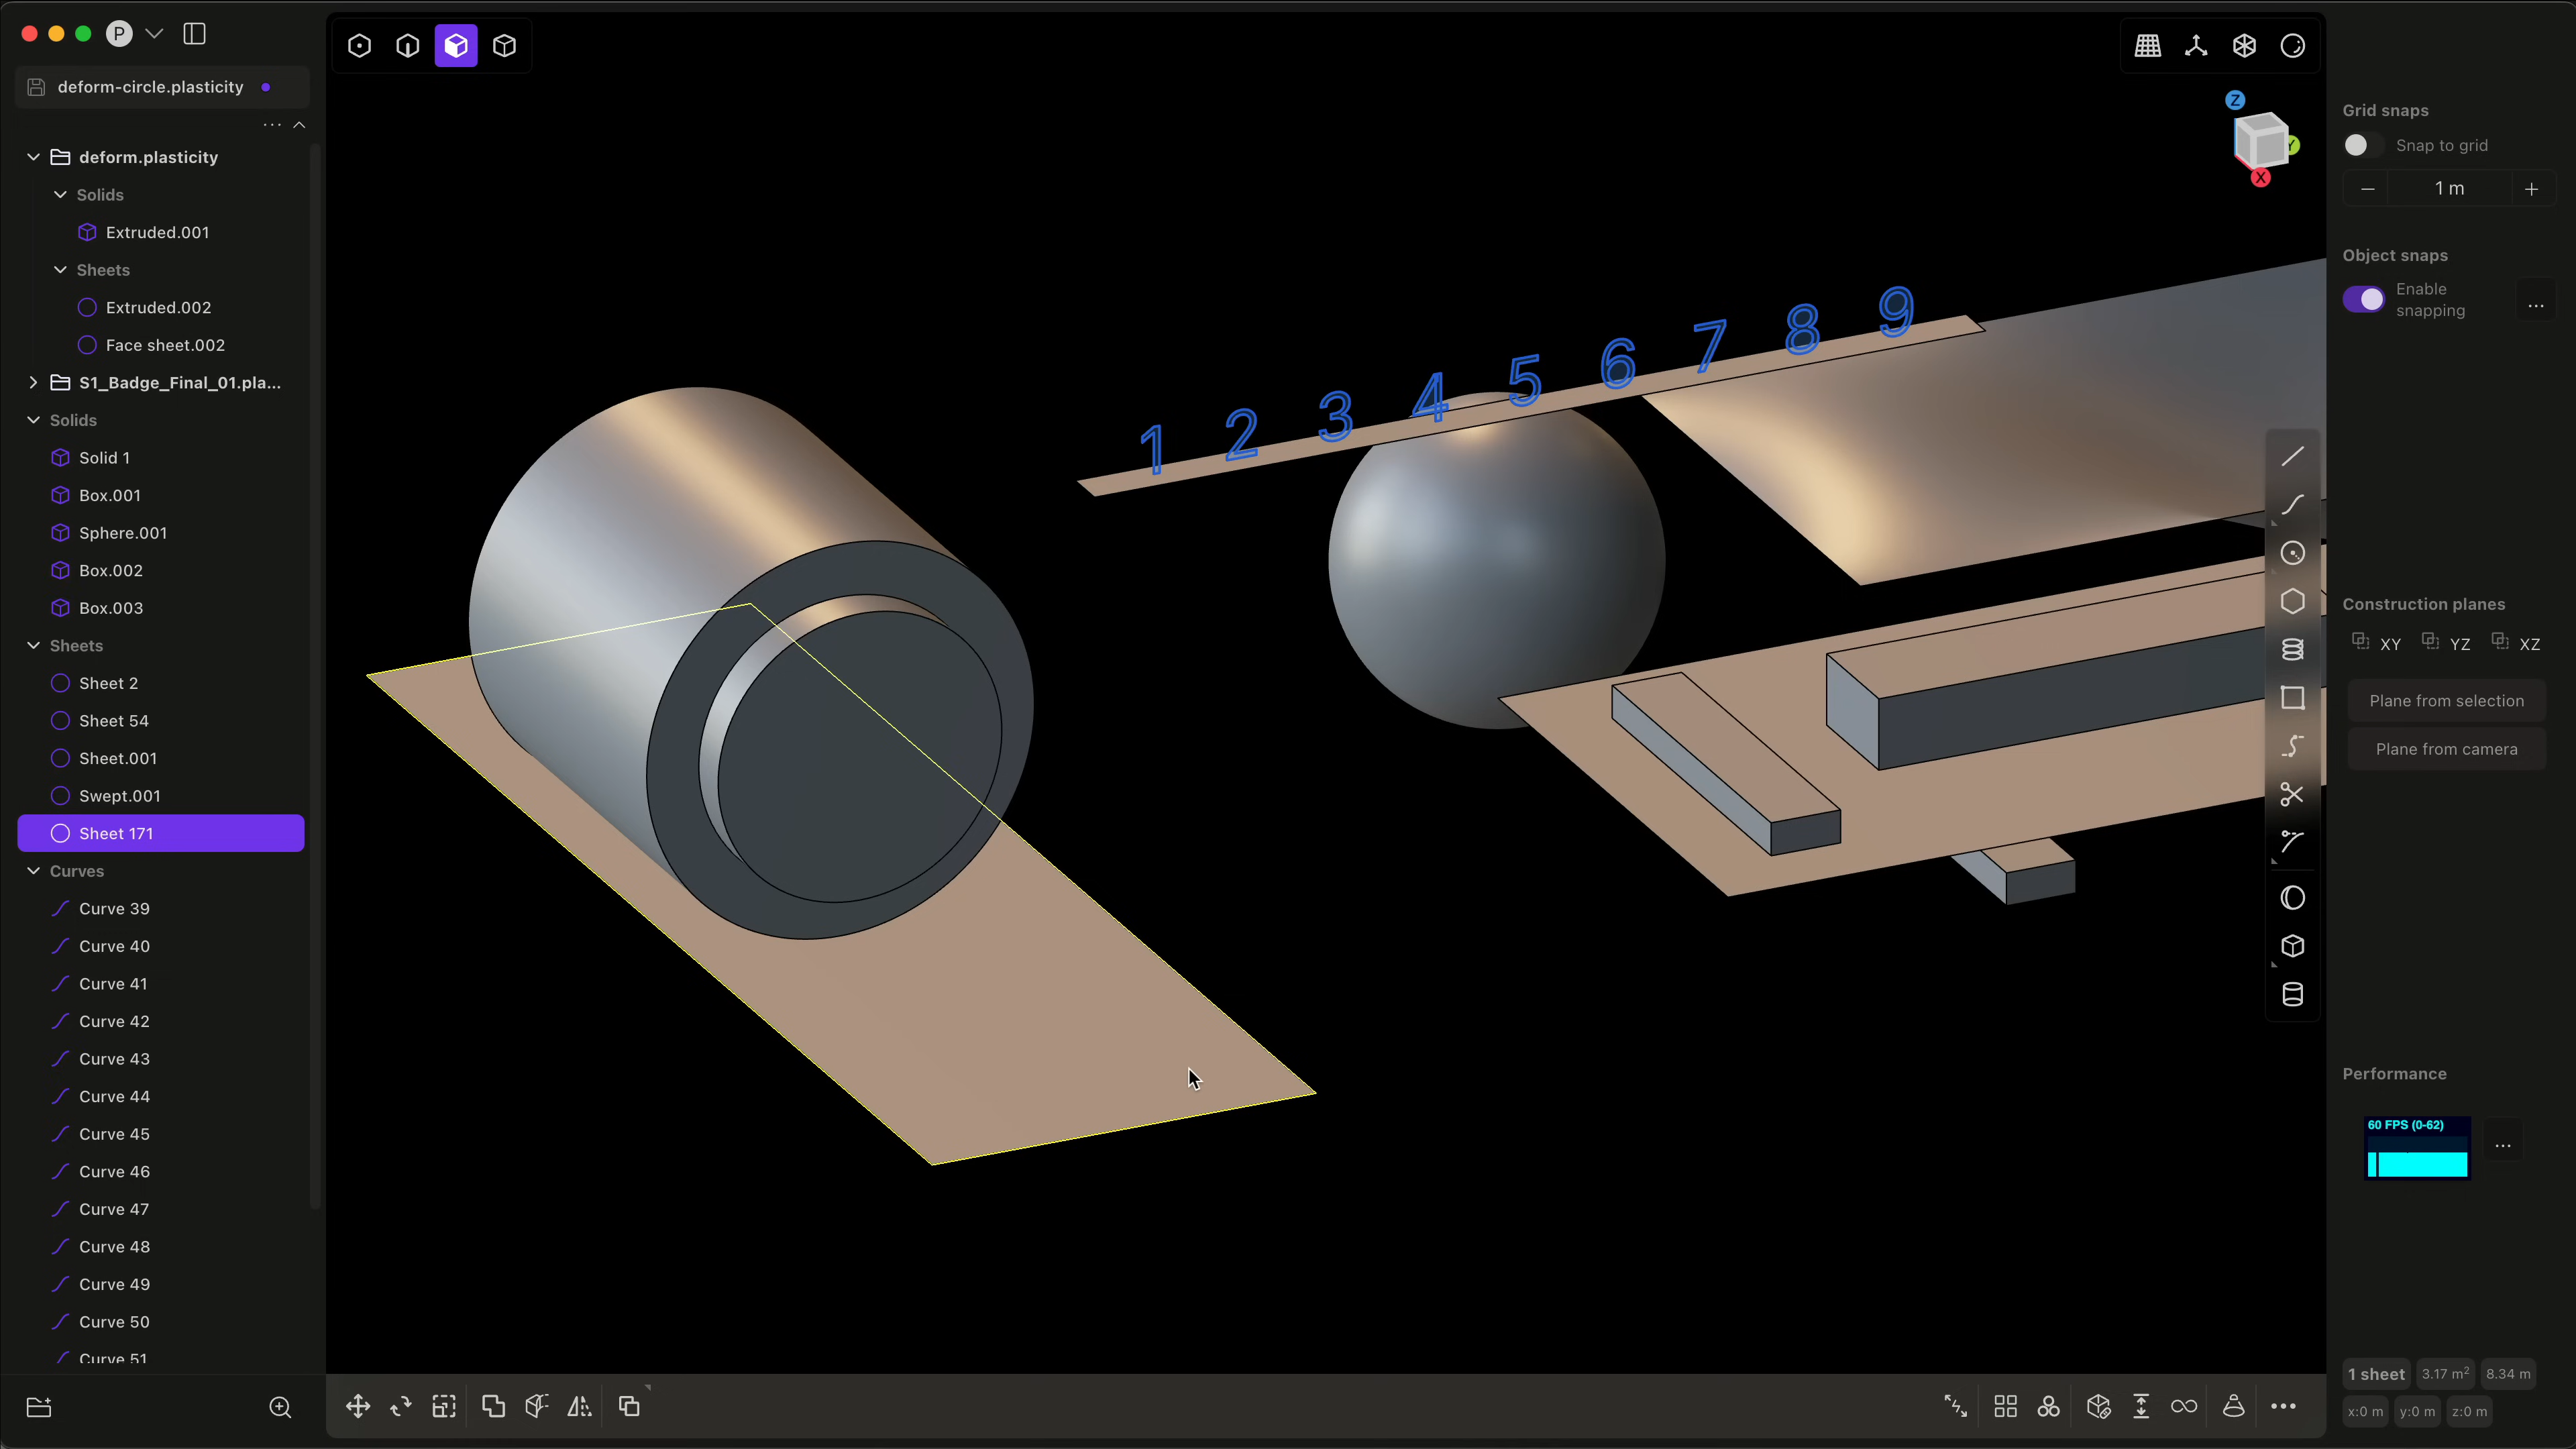 P
deform-circle.plasticity
deform.plasticity
Solids
Extruded.001
Sheets
Extruded.002
Face sheet.002
S1_Badge_Final_01.pla...
Solids
Solid 1
Box.001
Sphere.001
Box.002
Box.003
Sheets
Sheet 2
Sheet 54
Sheet.001
Swept.001
Sheet 171
Curves
Curve 39
Curve 40
Curve 41
Curve 42
Curve 43
Curve 44
Curve 45
Curve 46
Curve 47
Curve 48
Curve 49
Curve 50
Curve 51
1 2 3 4 5 6 7 8 9
Z
Y
X
Grid snaps
Snap to grid
1 m
Object snaps
Enable
snapping
Construction planes
XY YZ XZ
Plane from selection
Plane from camera
Performance
60 FPS (0-62)
1 sheet 3.17 m² 8.34 m
x:0 m y:0 m z:0 m